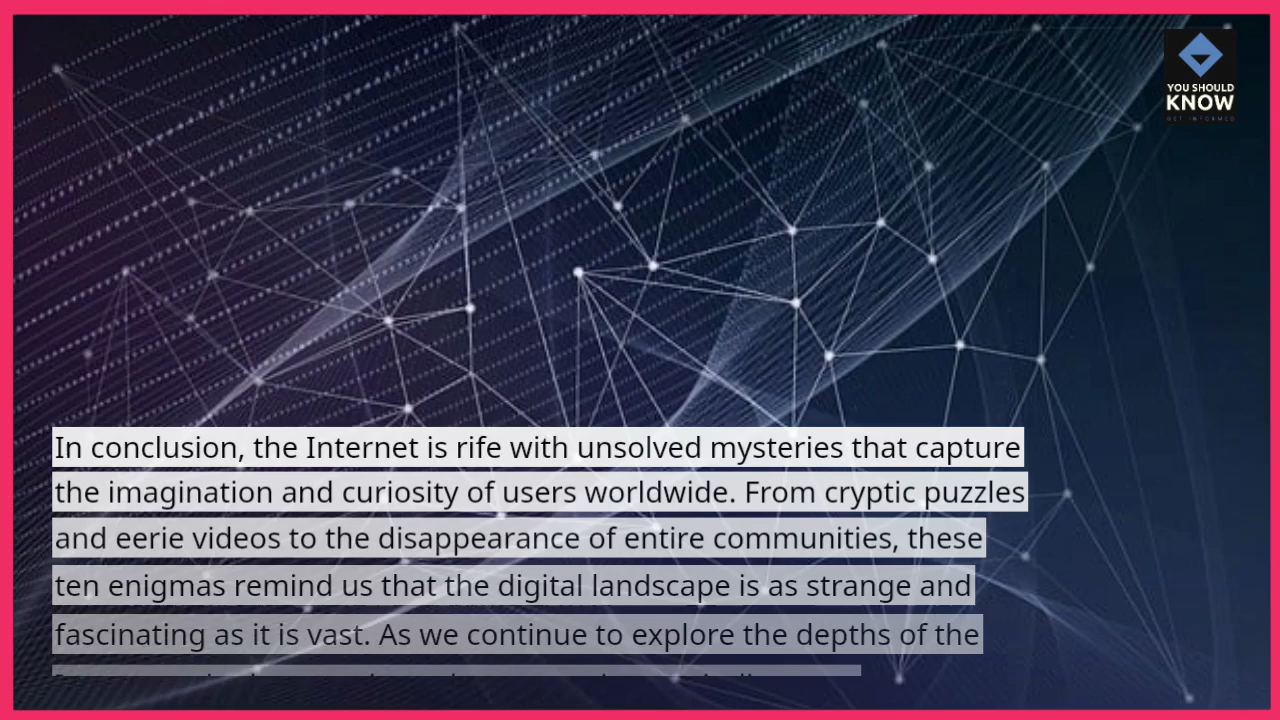 YOU SHOULD
KNOW
GET INFORMED
In conclusion, the Internet is rife with unsolved mysteries that capture
the imagination and curiosity of users worldwide. From cryptic puzzles
and eerie videos to the disappearance of entire communities, these
ten enigmas remind us that the digital landscape is as strange and
fascinating as it is vast. As we continue to explore the depths of the